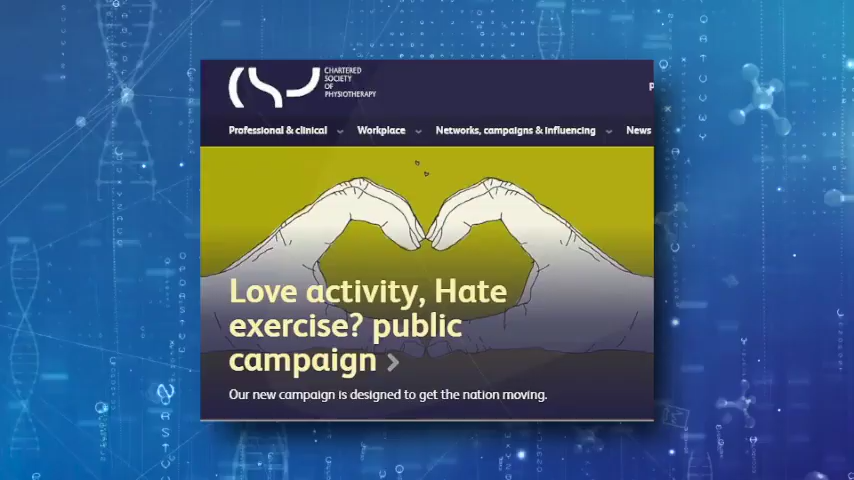 CHARTERED
SOCIETY
OF
PHYSIOTHERAPY
Professional & clinical
Workplace
Networks, campaigns & influencing
News
Love activity, Hate
exercise? public
campaign
Our new campaign is designed to get the nation moving.